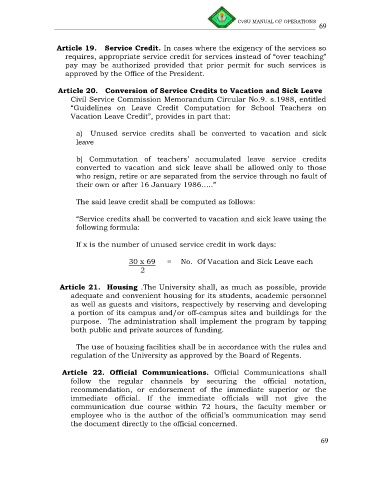 CvSU MANUAL OF OPERATIONS
69
Article 19. Service Credit. In cases where the exigency of the services so
requires, appropriate service credit for services instead of "over teaching"
pay may be authorized provided that prior permit for such services is
approved by the Office of the President.
Article 20. Conversion of Service Credits to Vacation and Sick Leave
Civil Service Commission Memorandum Circular No.9. s.1988, entitled
"Guidelines on Leave Credit Computation for School Teachers on
Vacation Leave Credit", provides in part that:
a) Unused service credits shall be converted to vacation and sick
leave
b) Commutation of teachers' accumulated leave service credits
converted to vacation and sick leave shall be allowed only to those
who resign, retire or are separated from the service through no fault of
their own or after 16 January 1986….."
The said leave credit shall be computed as follows:
"Service credits shall be converted to vacation and sick leave using the
following formula:
If x is the number of unused service credit in work days:
30 x 69 = No. Of Vacation and Sick Leave each
2
Article 21. Housing .The University shall, as much as possible, provide
adequate and convenient housing for its students, academic personnel
as well as guests and visitors, respectively by reserving and developing
a portion of its campus and/or off-campus sites and buildings for the
purpose. The administration shall implement the program by tapping
both public and private sources of funding.
The use of housing facilities shall be in accordance with the rules and
regulation of the University as approved by the Board of Regents.
Article 22. Official Communications. Official Communications shall
follow the regular channels by securing the official notation,
recommendation, or endorsement of the immediate superior or the
immediate official. If the immediate officials will not give the
communication due course within 72 hours, the faculty member or
employee who is the author of the official's communication may send
the document directly to the official concerned.
69